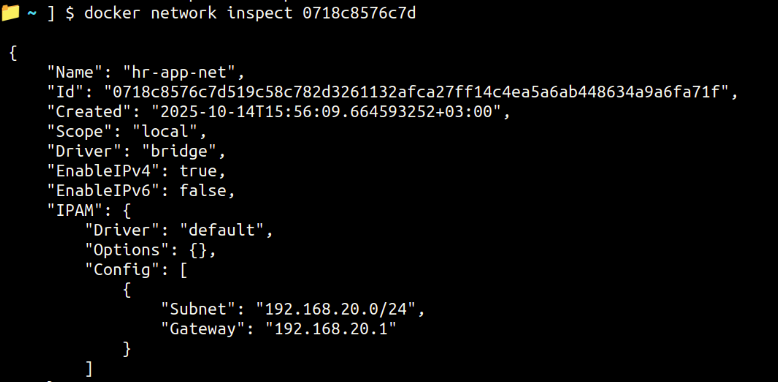 ~ ] $ docker network inspect 0718c8576c7d
{
    "Name": "hr-app-net",
    "Id": "0718c8576c7d519c58c782d3261132afca27ff14c4ea5a6ab448634a9a6fa71f",
    "Created": "2025-10-14T15:56:09.664593252+03:00",
    "Scope": "local",
    "Driver": "bridge",
    "EnableIPv4": true,
    "EnableIPv6": false,
    "IPAM": {
        "Driver": "default",
        "Options": {},
        "Config": [
            {
                "Subnet": "192.168.20.0/24",
                "Gateway": "192.168.20.1"
            }
        ]